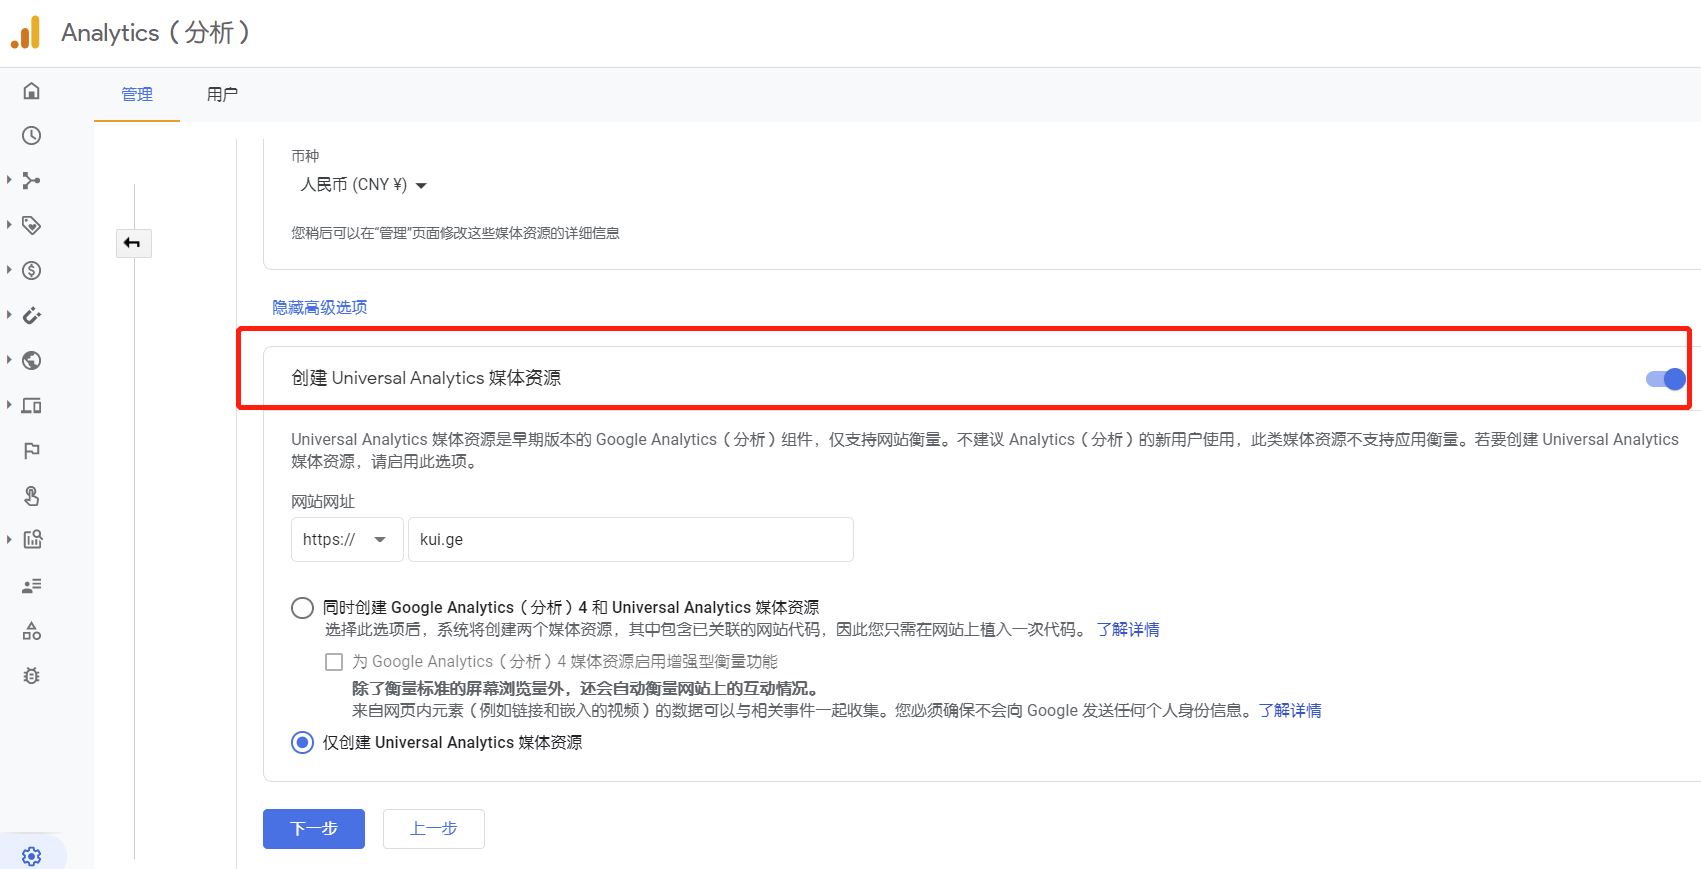 Analytics（分析）
管理
用户
币种
人民币 (CNY ¥)
您稍后可以在“管理”页面修改这些媒体资源的详细信息
隐藏高级选项
创建 Universal Analytics 媒体资源
Universal Analytics 媒体资源是早期版本的 Google Analytics（分析）组件，仅支持网站衡量。不建议 Analytics（分析）的新用户使用，此类媒体资源不支持应用衡量。若要创建 Universal Analytics
媒体资源，请启用此选项。
网站网址
https:// kui.ge
同时创建 Google Analytics（分析）4 和 Universal Analytics 媒体资源
选择此选项后，系统将创建两个媒体资源，其中包含已关联的网站代码，因此您只需在网站上植入一次代码。 了解详情
为 Google Analytics（分析）4 媒体资源启用增强型衡量功能
除了衡量标准的屏幕浏览量外，还会自动衡量网站上的互动情况。
来自网页内元素（例如链接和嵌入的视频）的数据可以与相关事件一起收集。您必须确保不会向 Google 发送任何个人身份信息。了解详情
仅创建 Universal Analytics 媒体资源
下一步 上一步